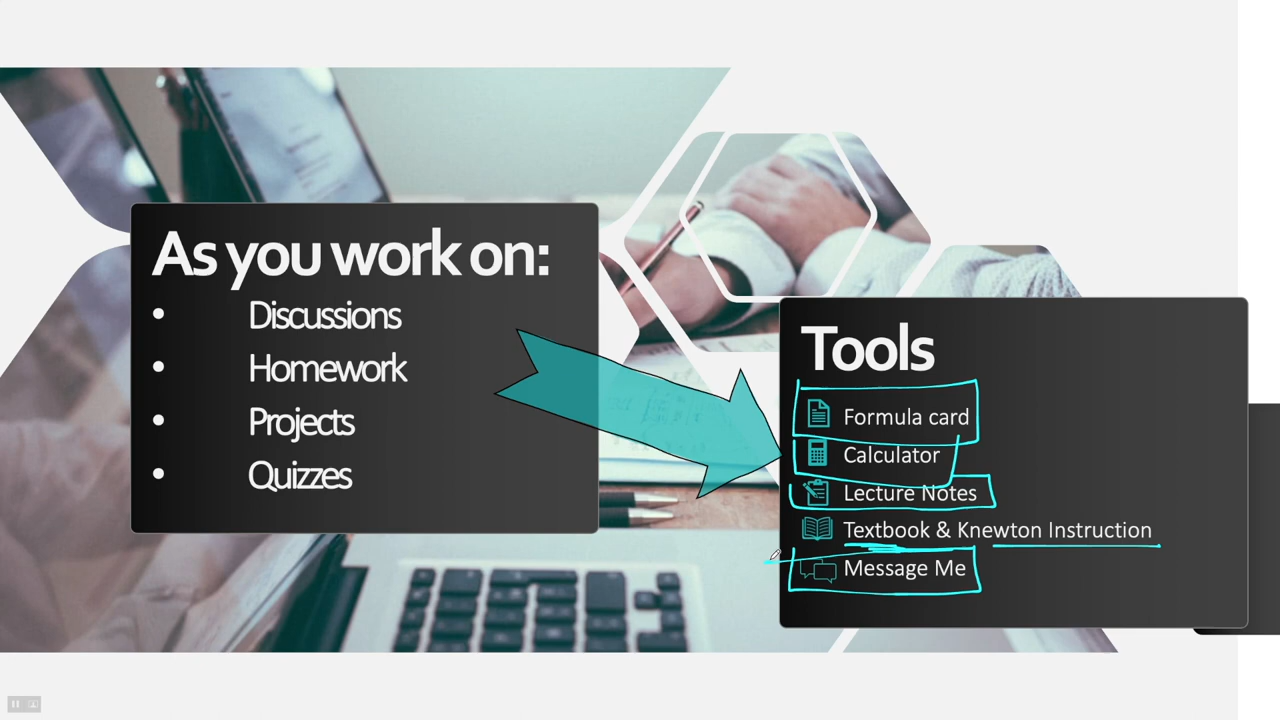 As you work on:
• Discussions
• Homework
• Projects
• Quizzes
Tools
Formula card
Calculator
Lecture Notes
Textbook & Knewton Instruction
Message Me